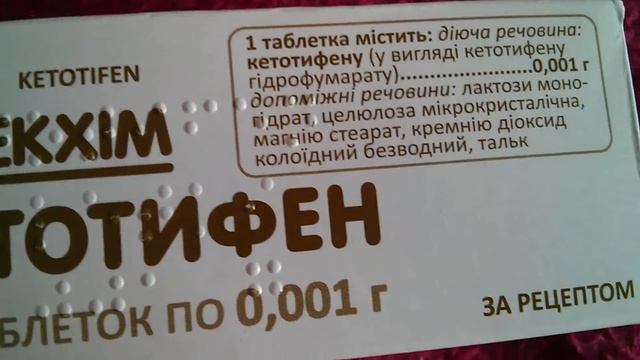 KETOTIFEN
ЕКХІМ
ТОТИФЕН
БЛЕТОК ПО 0,001 г
1 таблетка містить: діюча речовина:
кетотифену (у вигляді кетотифену
гідрофумарату)..............................0,001 г
допоміжні речовини: лактози моно-
гідрат, целюлоза мікрокристалічна,
магнію стеарат, кремнію діоксид
колоїдний безводний, тальк
ЗА РЕЦЕПТОМ